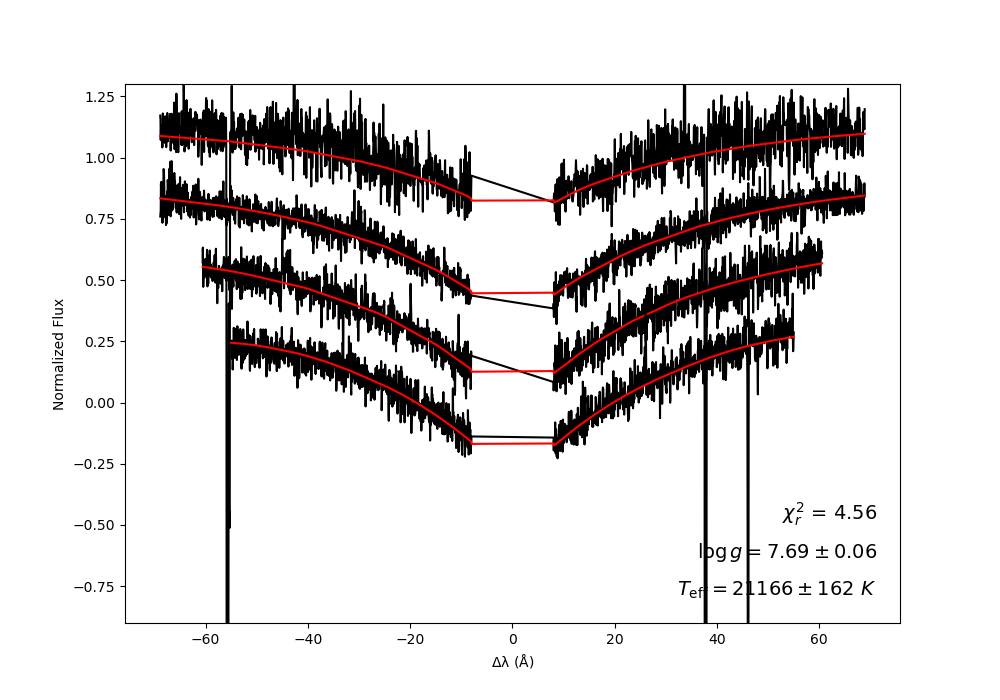 1.25
1.00
0.75
0.50
0.25
0.00
−0.25
−0.50
−0.75
Normalized Flux
χ²ᵣ = 4.56
log g = 7.69 ± 0.06
T_eff = 21166 ± 162 K
−60 −40 −20 0 20 40 60
Δλ (Å)